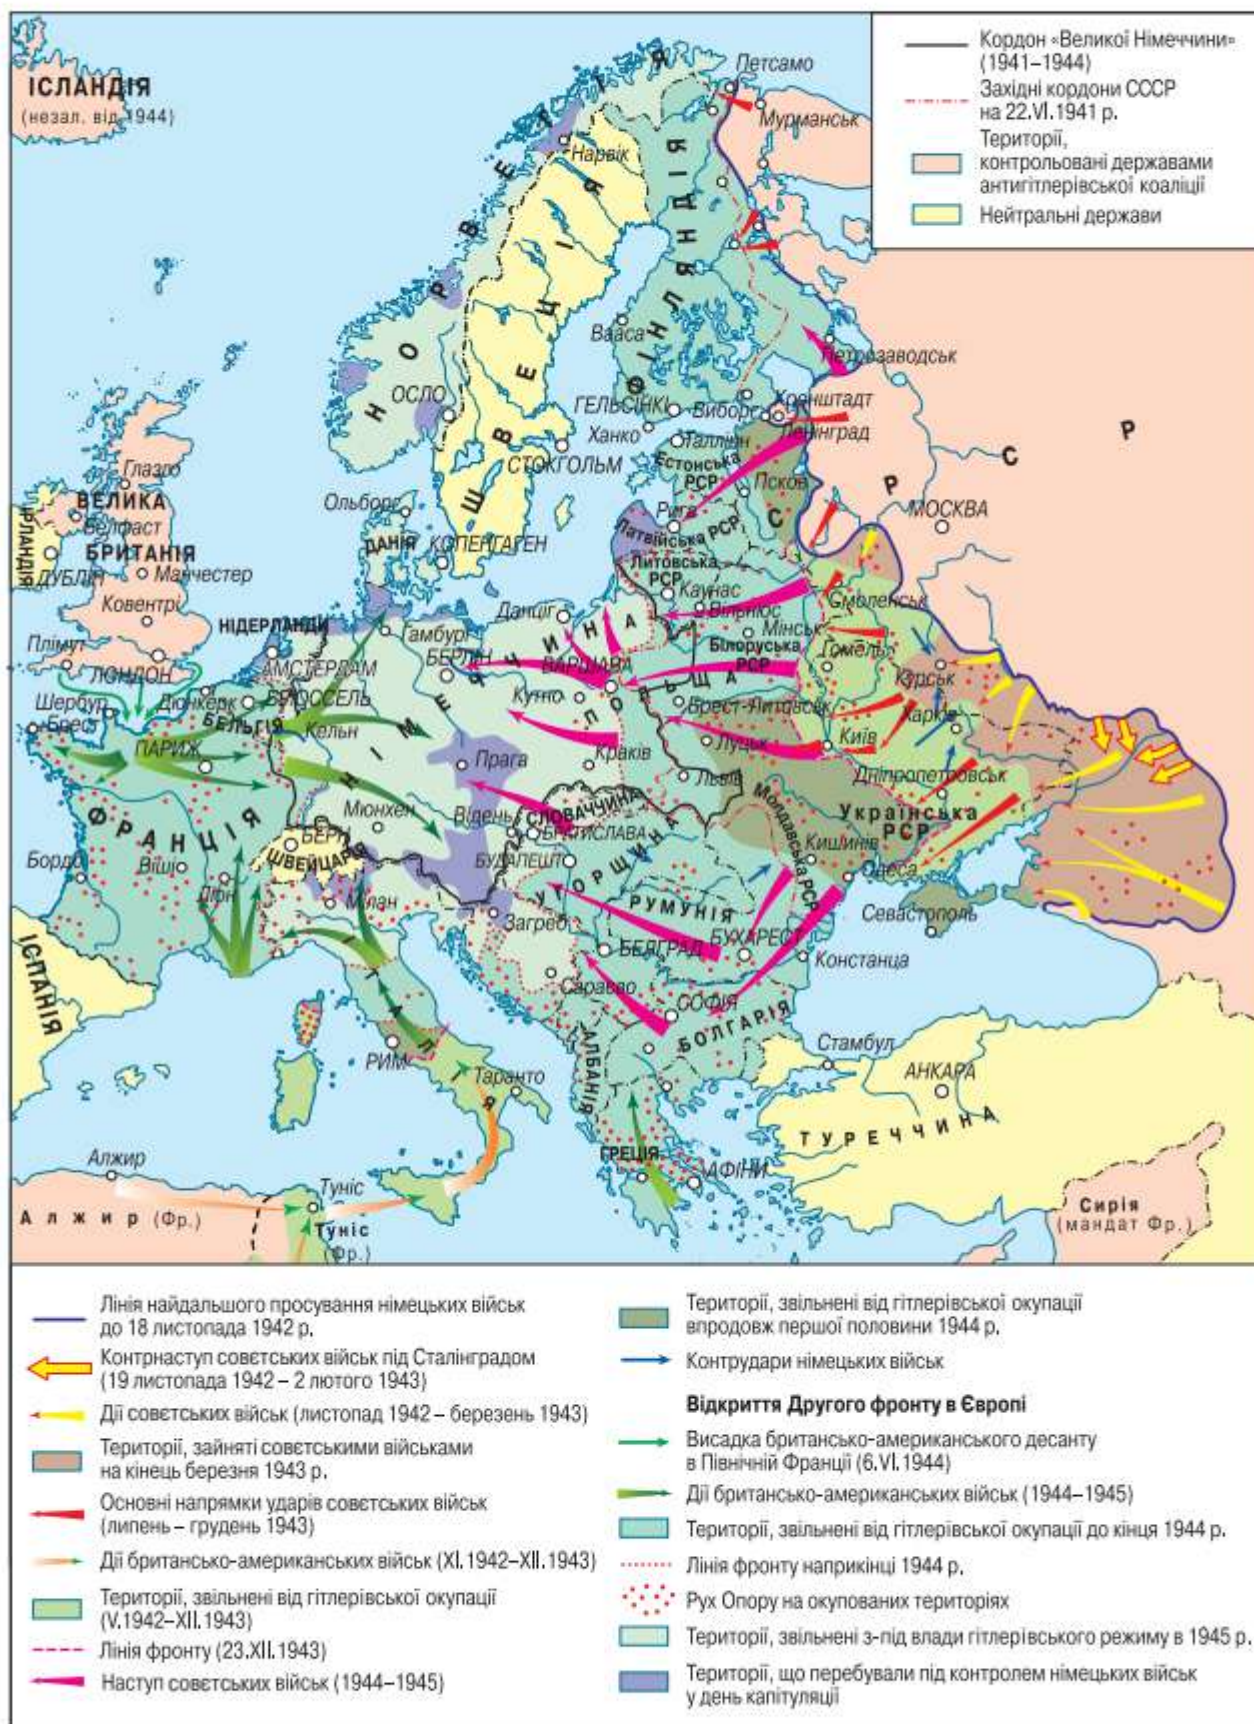 Кордон «Великої Німеччини»
(1941–1944)
Західні кордони СССР
на 22.VI.1941 р.
Території,
контрольовані державами
антигітлерівської коаліції
Нейтральні держави
ІСЛАНДІЯ
(незал. від 1944)
Петсамо
Мурманськ
Нарвік
НОРВЕГІЯ
ШВЕЦІЯ
ФІНЛЯНДІЯ
Вааса
Петрозаводськ
ОСЛО
ГЕЛЬСІНКІ
Виборг
Кронштадт
Ханко
Ленінград
Таллінн
СТОКГОЛЬМ
Естонська
РСР
Псков
С Р С Р
МОСКВА
Глазго
ВЕЛИКА
БРИТАНІЯ
Белфаст
ІРЛАНДІЯ
ДУБЛІН
Манчестер
Ковентрі
Плімут
ЛОНДОН
Ольборг
ДАНІЯ
КОПЕНГАГЕН
Рига
Латвійська РСР
Литовська
РСР
Каунас
Вільнюс
Смоленськ
Мінськ
Білоруська
РСР
Гомель
Данціг
НІДЕРЛАНДИ
Гамбург
АМСТЕРДАМ
БЕРЛІН
НІМЕЧЧИНА
ВАРШАВА
ПОЛЬЩА
Курськ
Шербур
Дюнкерк
БРЮССЕЛЬ
Брест
БЕЛЬГІЯ
Кельн
Кутно
Брест-Литовськ
Харків
ПАРИЖ
Прага
Краків
Луцьк
Київ
Львів
Дніпропетровськ
Українська
РСР
ФРАНЦІЯ
Мюнхен
Відень
СЛОВАЧЧИНА
БРАТИСЛАВА
Молдавська РСР
Кишинів
Одеса
БЕРН
ШВЕЙЦАРІЯ
БУДАПЕШТ
УГОРЩИНА
Бордо
Віші
Ліон
Мілан
Загреб
РУМУНІЯ
Севастополь
ІСПАНІЯ
БЕЛГРАД
БУХАРЕСТ
Констанца
Сараєво
СОФІЯ
БОЛГАРІЯ
ІТАЛІЯ
РИМ
АЛБАНІЯ
Таранто
Стамбул
АНКАРА
ТУРЕЧЧИНА
ГРЕЦІЯ
АФІНИ
Алжир
Туніс
Алжир (Фр.)
Туніс
(Фр.)
Сирія
(мандат Фр.)
Лінія найдальшого просування німецьких військ
до 18 листопада 1942 р.
Контрнаступ совєтських військ під Сталінградом
(19 листопада 1942 – 2 лютого 1943)
Дії совєтських військ (листопад 1942 – березень 1943)
Території, зайняті совєтськими військами
на кінець березня 1943 р.
Основні напрямки ударів совєтських військ
(липень – грудень 1943)
Дії британсько-американських військ (XI.1942–XII.1943)
Території, звільнені від гітлерівської окупації
(V.1942–XII.1943)
Лінія фронту (23.XII.1943)
Наступ совєтських військ (1944–1945)
Території, звільнені від гітлерівської окупації
впродовж першої половини 1944 р.
Контрудари німецьких військ
Відкриття Другого фронту в Європі
Висадка британсько-американського десанту
в Північній Франції (6.VI.1944)
Дії британсько-американських військ (1944–1945)
Території, звільнені від гітлерівської окупації до кінця 1944 р.
Лінія фронту наприкінці 1944 р.
Рух Опору на окупованих територіях
Території, звільнені з-під влади гітлерівського режиму в 1945 р.
Території, що перебували під контролем німецьких військ
у день капітуляції